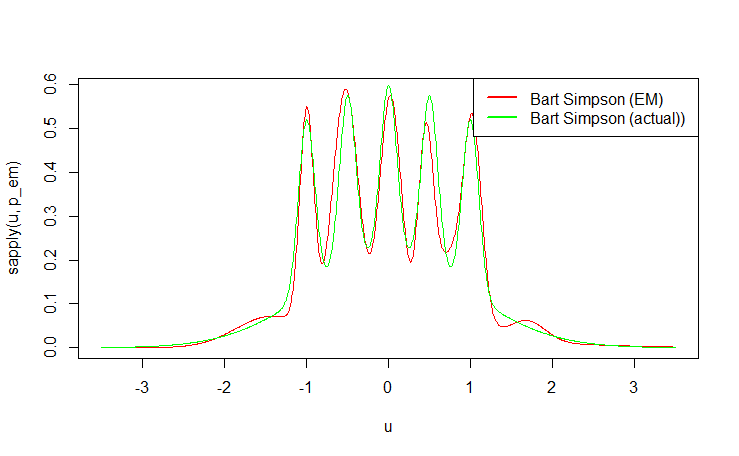 Bart Simpson (EM)
Bart Simpson (actual))
sapply(u, p_em)
0.6
0.5
0.4
0.3
0.2
0.1
0.0
-3 -2 -1 0 1 2 3
u